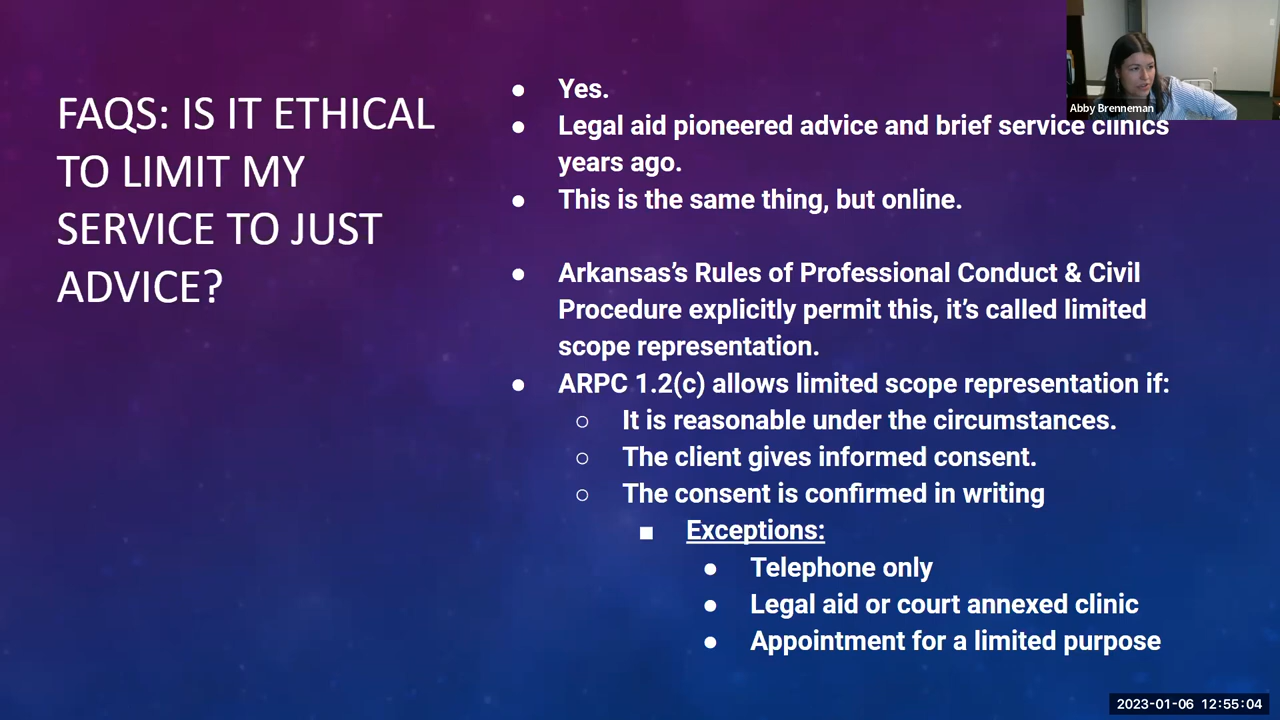 FAQS: IS IT ETHICAL
TO LIMIT MY
SERVICE TO JUST
ADVICE?
● Yes.
● Legal aid pioneered advice and brief service clinics
years ago.
● This is the same thing, but online.
● Arkansas’s Rules of Professional Conduct & Civil
Procedure explicitly permit this, it’s called limited
scope representation.
● ARPC 1.2(c) allows limited scope representation if:
○ It is reasonable under the circumstances.
○ The client gives informed consent.
○ The consent is confirmed in writing
■ Exceptions:
● Telephone only
● Legal aid or court annexed clinic
● Appointment for a limited purpose
Abby Brenneman
2023-01-06 12:55:04